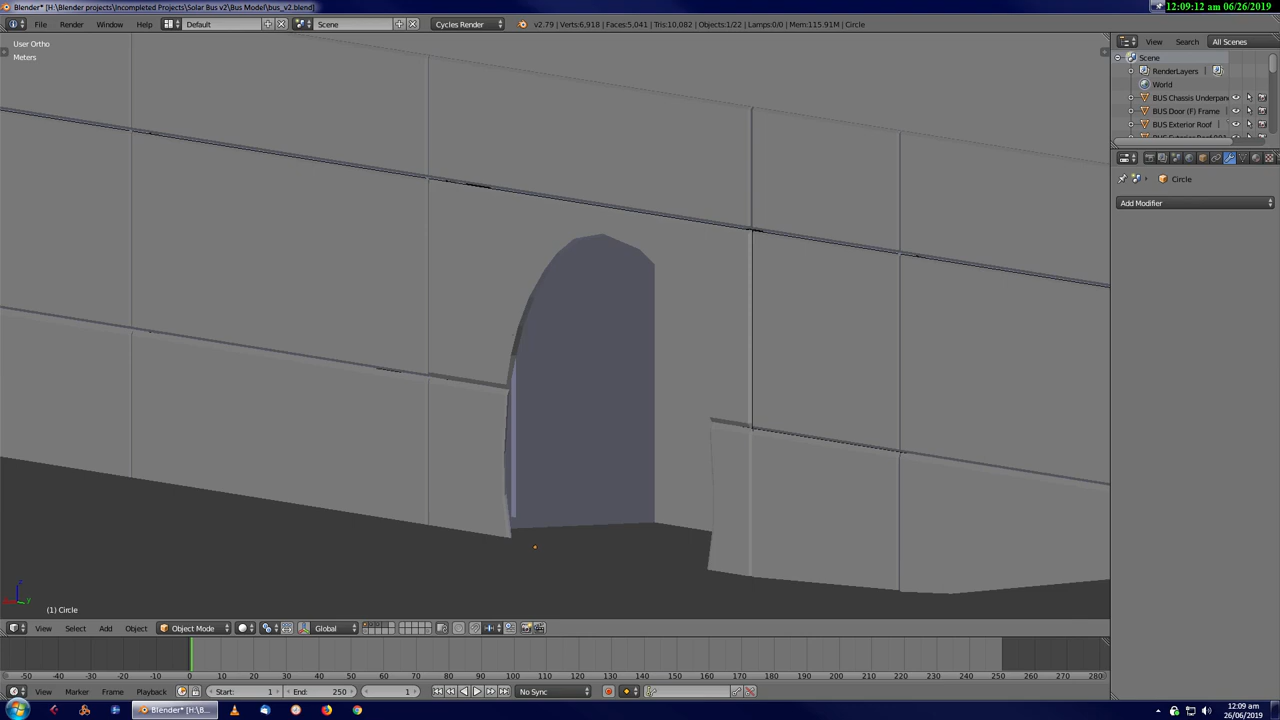 Blender* [H:\Blender projects\Incompleted Projects\Solar Bus v2\Bus Model\bus_v2.blend]
12:09:12 am 06/26/2019
File Render Window Help Default Scene Cycles Render v2.79 | Verts:6,918 | Faces:5,041 | Tris:10,082 | Objects:1/22 | Lamps:0/0 | Mem:115.91M | Circle
View Search All Scenes
User Ortho
Meters
Scene
RenderLayers
World
BUS Chassis Underpan
BUS Door (F) Frame
BUS Exterior Roof
Circle
Add Modifier
(1) Circle
View Select Add Object Object Mode Global
-50 -40 -30 -20 -10 0 10 20 30 40 50 60 70 80 90 100 110 120 130 140 150 160 170 180 190 200 210 220 230 240 250 260 270 280
View Marker Frame Playback Start: 1 End: 250 1 No Sync
Blender* [H:\B...
12:09 am
26/06/2019